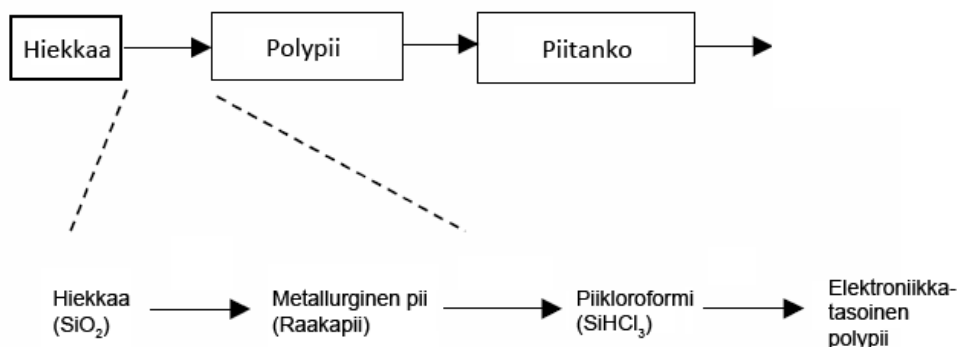 Hiekkaa
Polypii
Piitanko
Hiekkaa
(SiO₂)
Metallurginen pii
(Raakapii)
Piikloroformi
(SiHCl₃)
Elektroniikka-
tasoinen
polypii